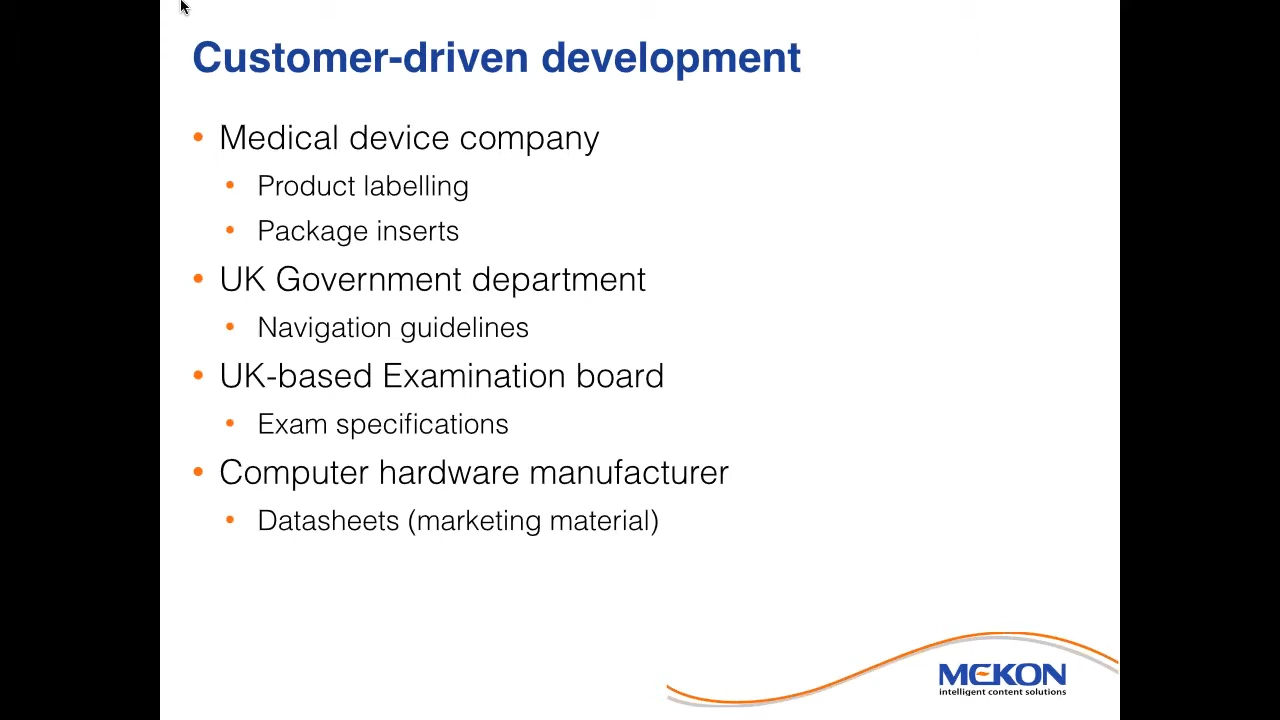 Customer-driven development
• Medical device company
• Product labelling
• Package inserts
• UK Government department
• Navigation guidelines
• UK-based Examination board
• Exam specifications
• Computer hardware manufacturer
• Datasheets (marketing material)
MEKON
intelligent content solutions